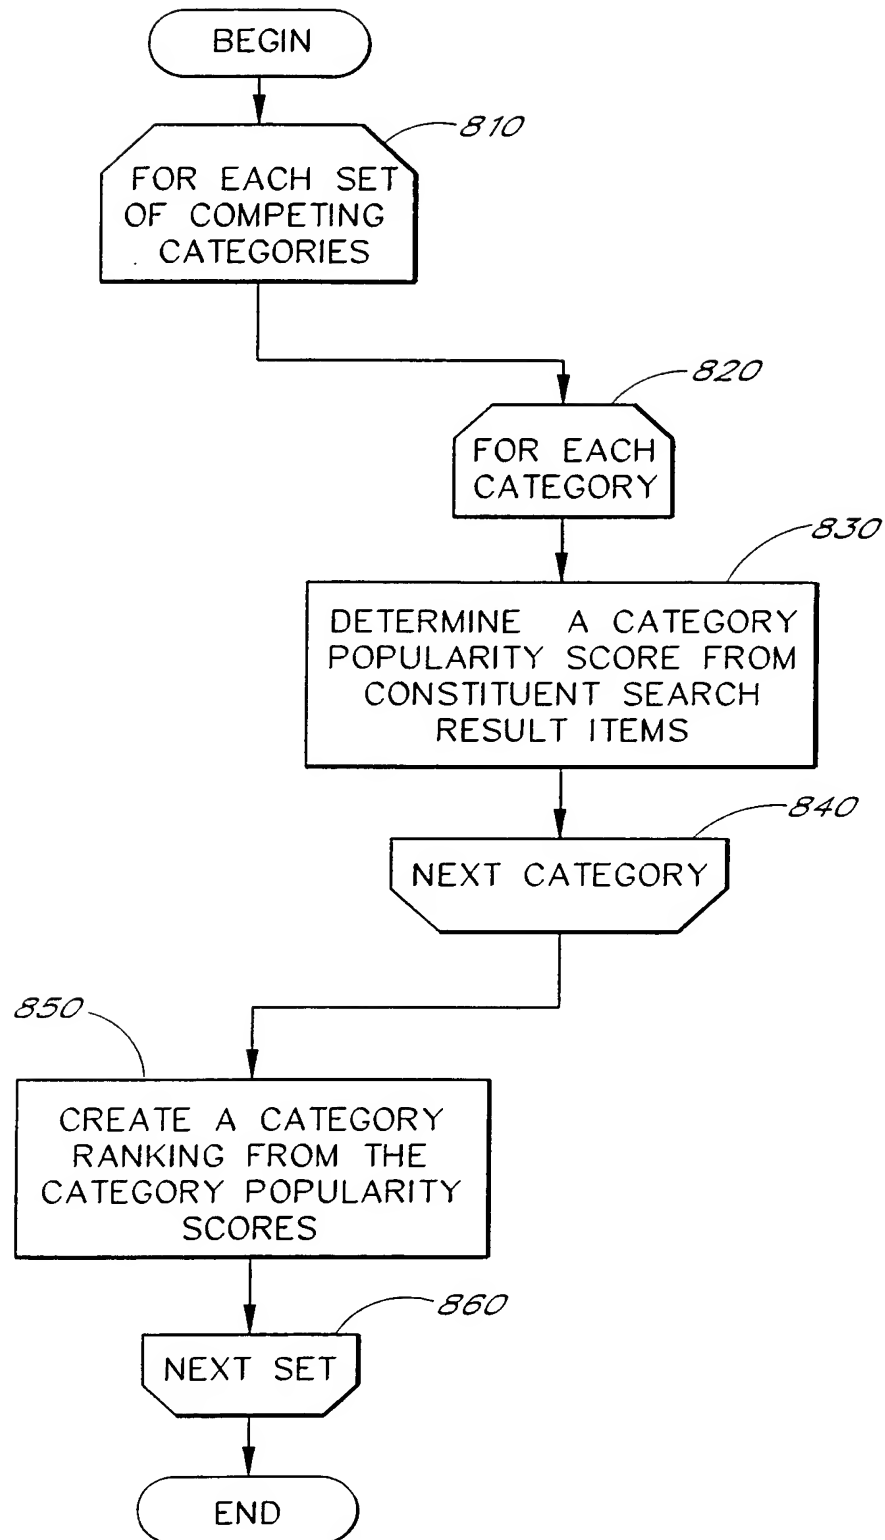 BEGIN
810
FOR EACH SET
OF COMPETING
CATEGORIES
820
FOR EACH
CATEGORY
830
DETERMINE A CATEGORY
POPULARITY SCORE FROM
CONSTITUENT SEARCH
RESULT ITEMS
840
NEXT CATEGORY
850
CREATE A CATEGORY
RANKING FROM THE
CATEGORY POPULARITY
SCORES
860
NEXT SET
END